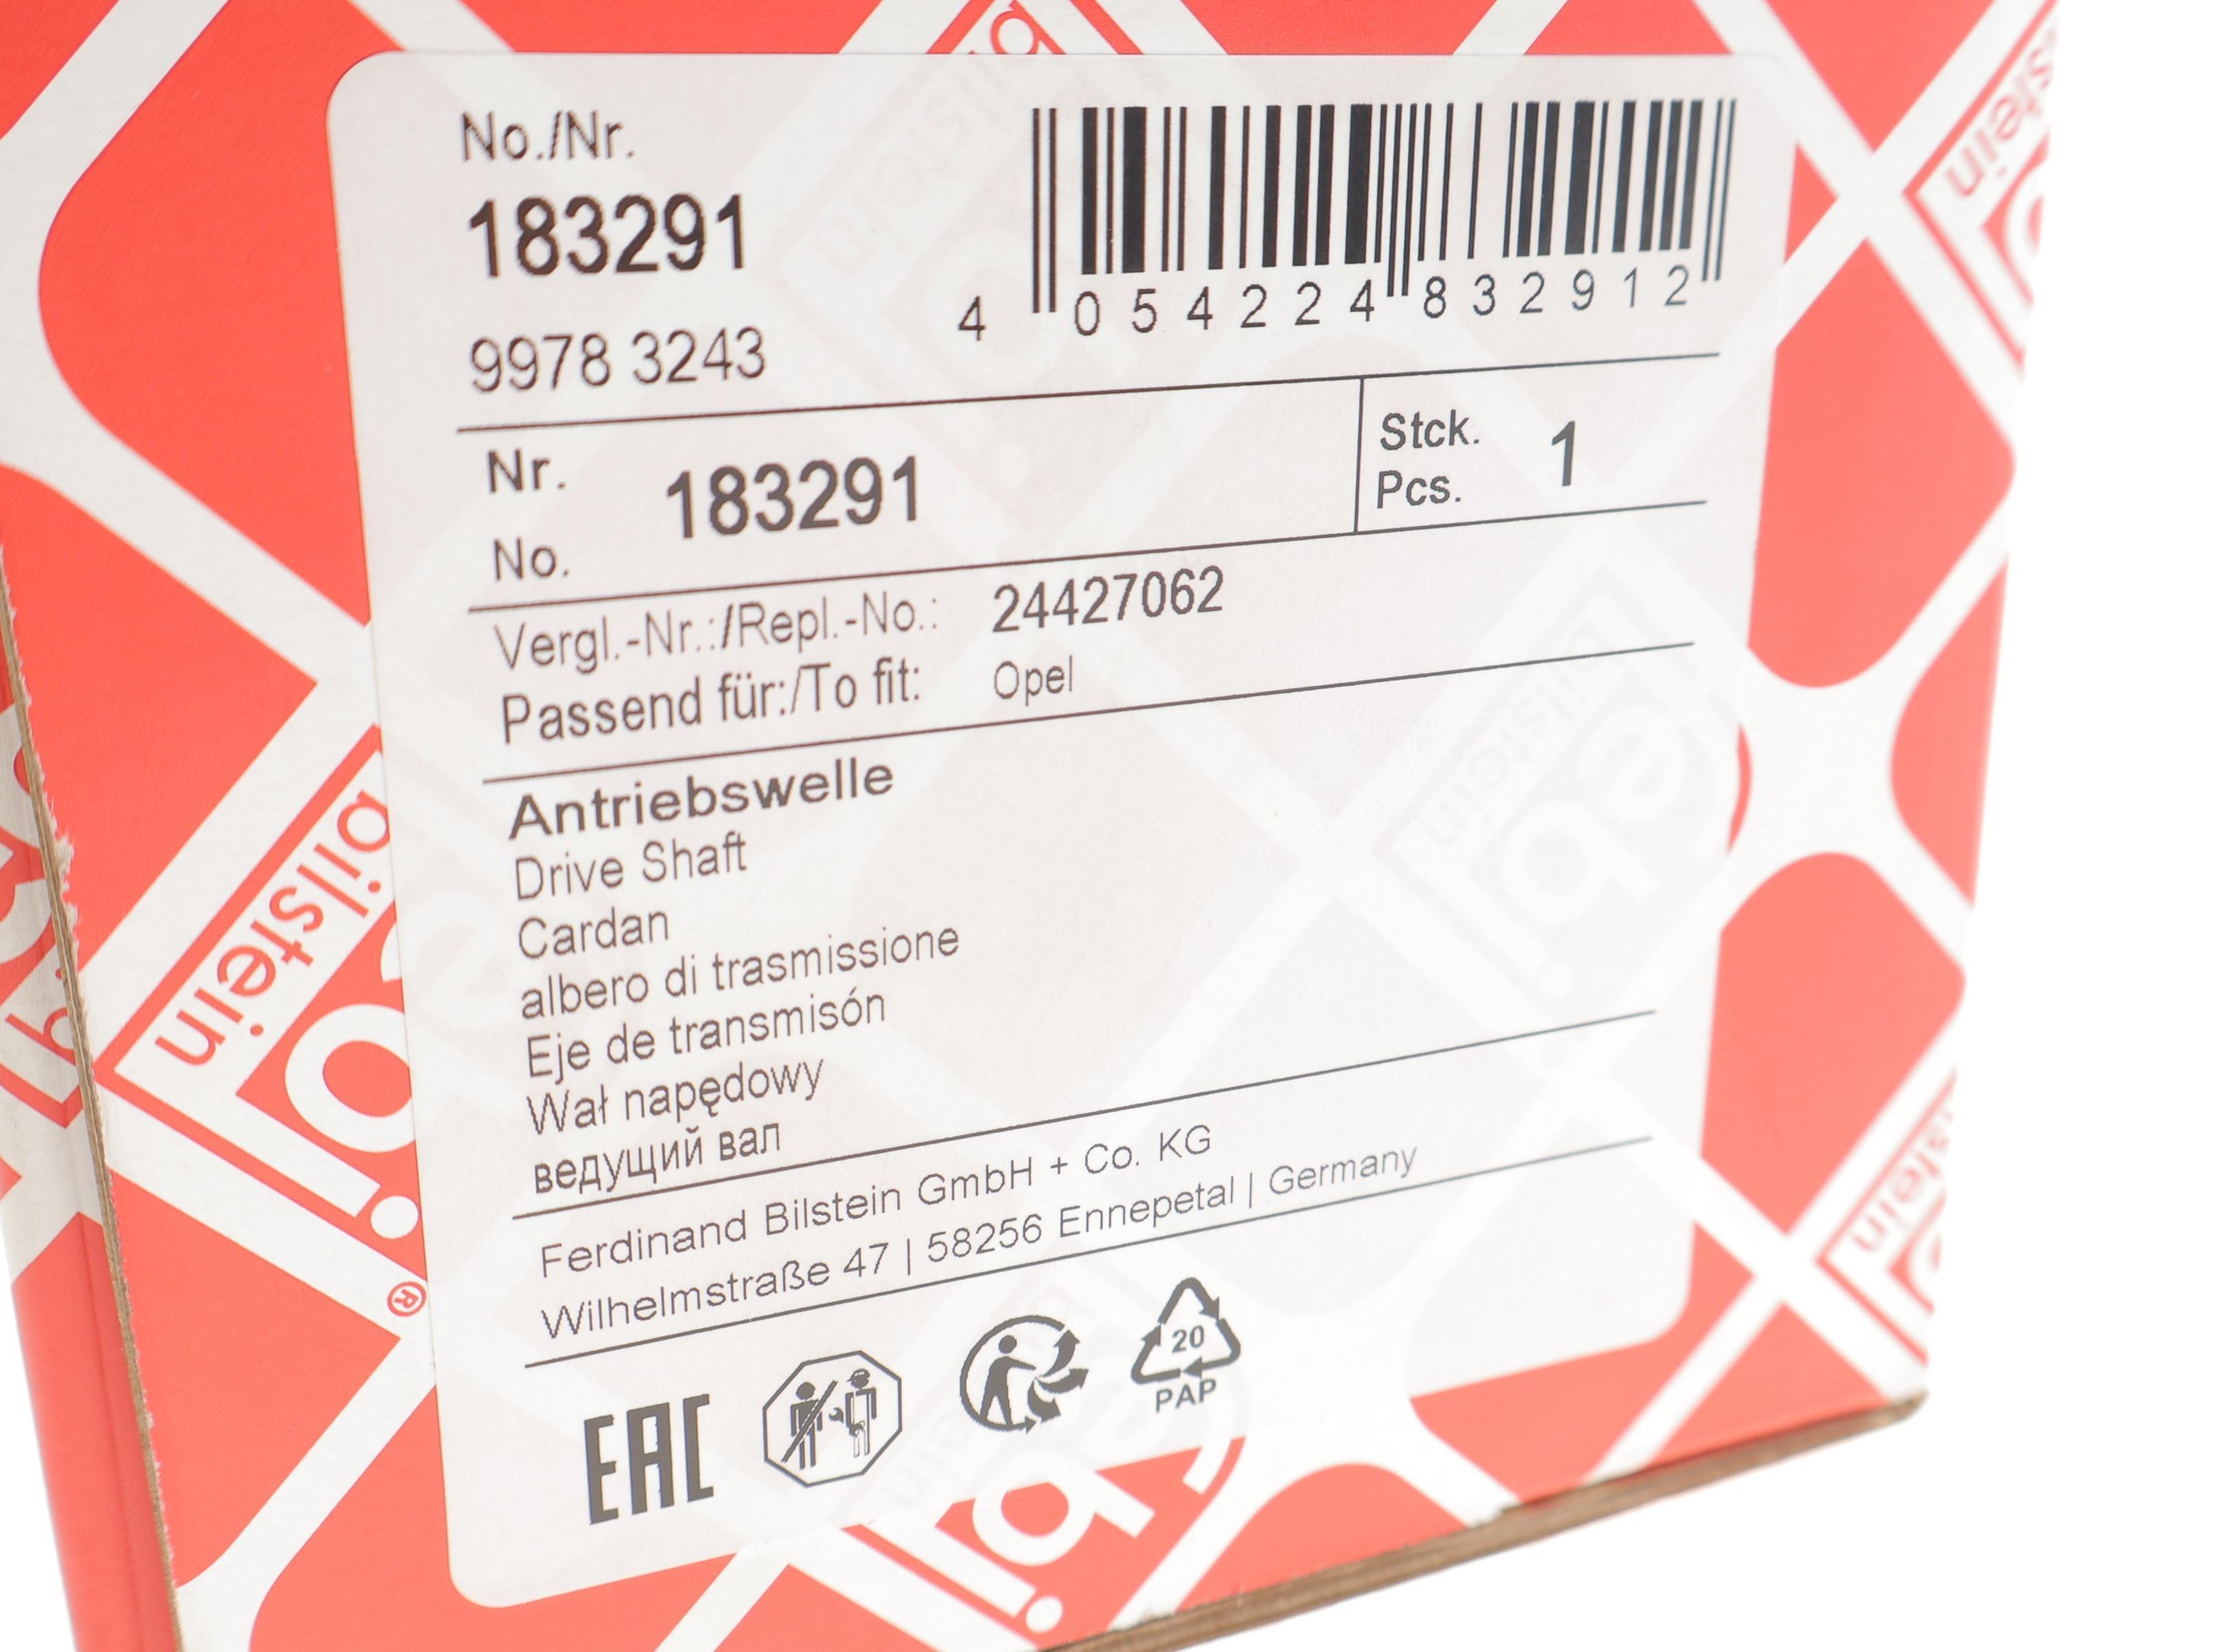 No./Nr.
183291
9978 3243
4 054224 832912
Nr.
No.
183291
Stck.
Pcs.
1
Vergl.-Nr.:/Repl.-No.: 24427062
Passend für:/To fit: Opel
Antriebswelle
Drive Shaft
Cardan
albero di trasmissione
Eje de transmisón
Wał napędowy
ведущий вал
Ferdinand Bilstein GmbH + Co. KG
Wilhelmstraße 47 | 58256 Ennepetal | Germany
EAC
20
PAP
bilstein
®